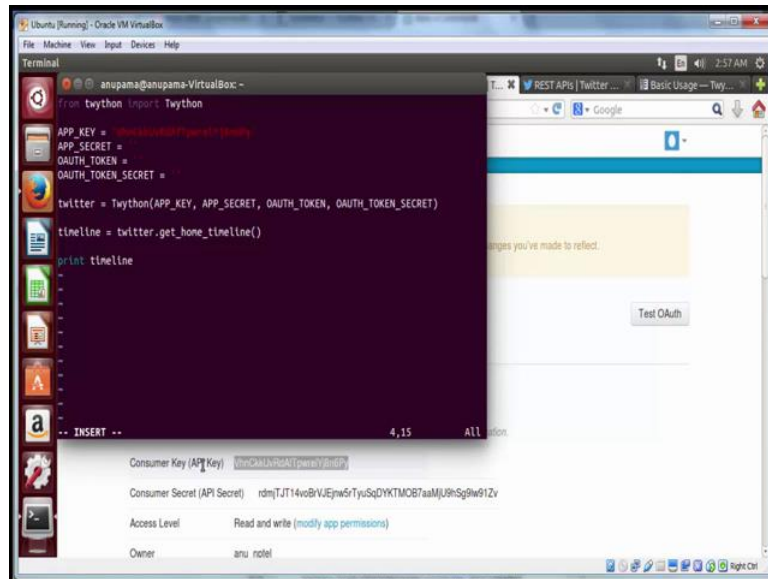 Ubuntu [Running] - Oracle VM VirtualBox
File Machine View Input Devices Help
Terminal
En
2:57 AM
anupama@anupama-VirtualBox: ~
T...
REST APIs | Twitter ...
Basic Usage — Twy...
Google
from twython import Twython
APP_KEY = '
APP_SECRET = ''
OAUTH_TOKEN = ''
OAUTH_TOKEN_SECRET = ''
twitter = Twython(APP_KEY, APP_SECRET, OAUTH_TOKEN, OAUTH_TOKEN_SECRET)
timeline = twitter.get_home_timeline()
print timeline
anges you've made to reflect.
Test OAuth
-- INSERT --
4,15
All
ation.
Consumer Key (API Key)
Consumer Secret (API Secret)
Access Level
Read and write (modify app permissions)
Owner
anu_nptel
Right Ctrl